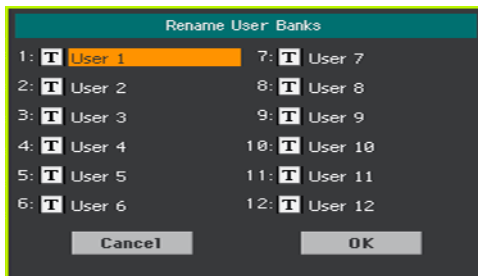 Rename User Banks
1: T User 1
2: T User 2
3: T User 3
4: T User 4
5: T User 5
6: T User 6
7: T User 7
8: T User 8
9: T User 9
10: T User 10
11: T User 11
12: T User 12
Cancel
OK